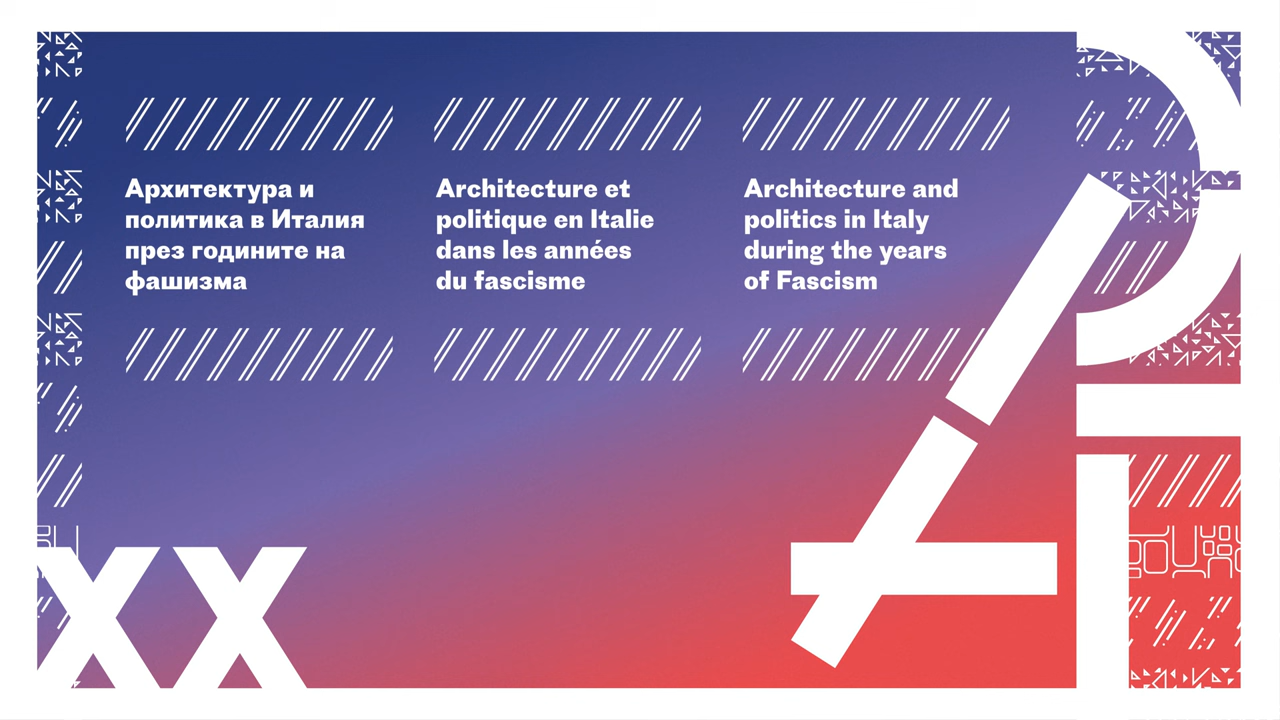 Архитектура и
политика в Италия
през годините на
фашизма
Architecture et
politique en Italie
dans les années
du fascisme
Architecture and
politics in Italy
during the years
of Fascism
XX